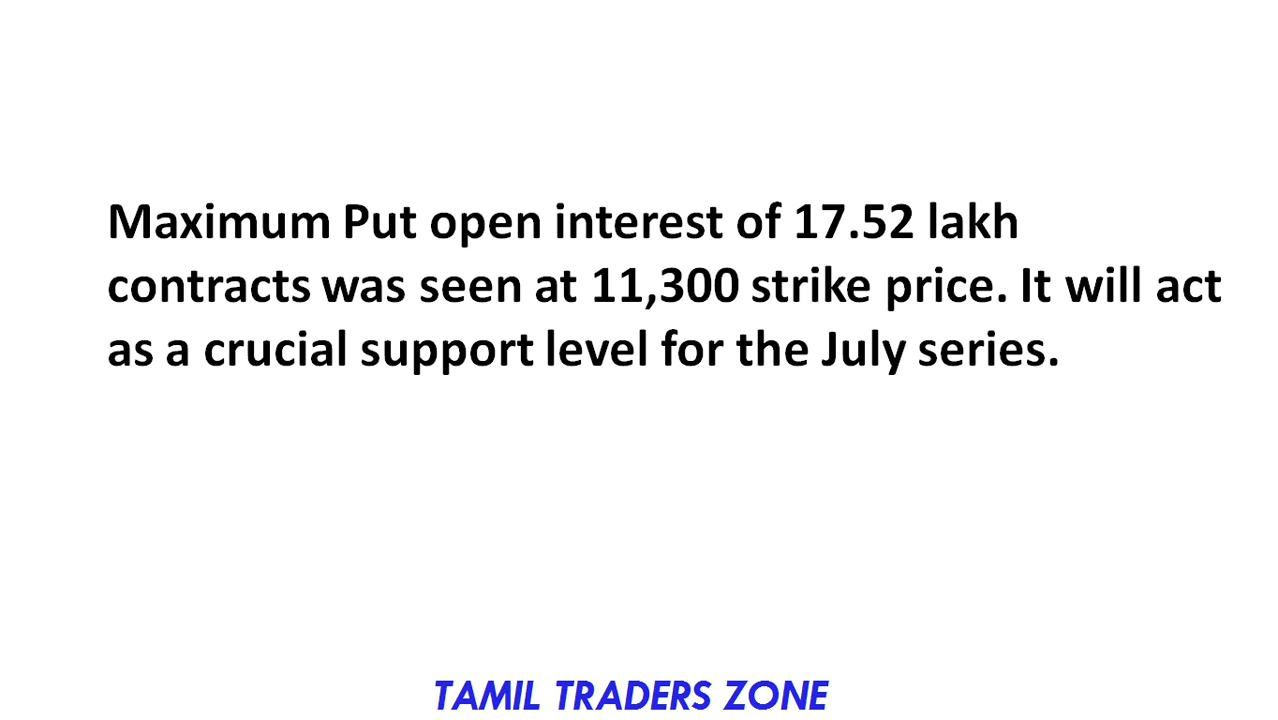 Maximum Put open interest of 17.52 lakh
contracts was seen at 11,300 strike price. It will act
as a crucial support level for the July series.
TAMIL TRADERS ZONE